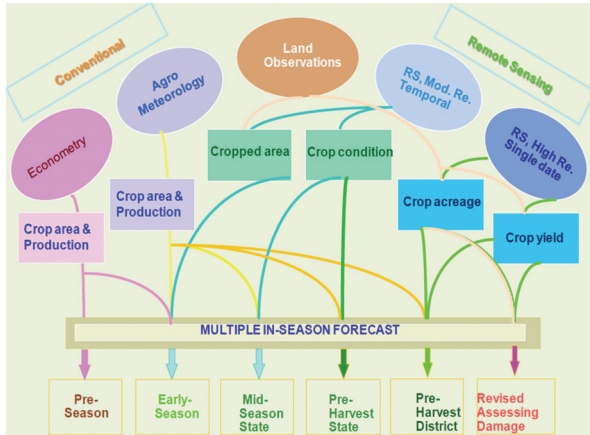 Conventional
Agro
Meteorology
Land
Observations
RS, Mod. Re.
Temporal
Remote Sensing
Econometry
RS, High Re.
Single date
Cropped area
Crop condition
Crop area &
Production
Crop area &
Production
Crop acreage
Crop yield
MULTIPLE IN-SEASON FORECAST
Pre-
Season
Early-
Season
Mid-
Season
State
Pre-
Harvest
State
Pre-
Harvest
District
Revised
Assessing
Damage